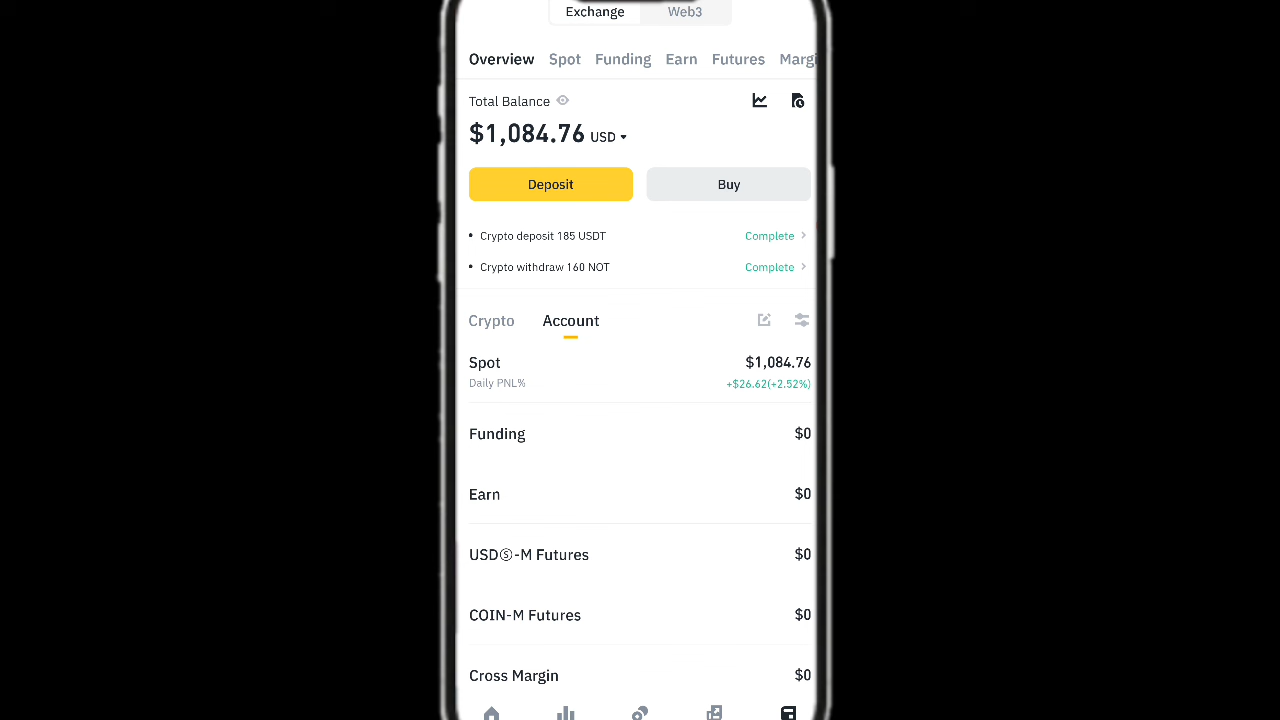 Exchange Web3
Overview Spot Funding Earn Futures Margi
Total Balance
$1,084.76 USD
Deposit Buy
Crypto deposit 185 USDT Complete
Crypto withdraw 160 NOT Complete
Crypto Account
Spot $1,084.76
Daily PNL% +$26.62(+2.52%)
Funding $0
Earn $0
USDⓈ-M Futures $0
COIN-M Futures $0
Cross Margin $0